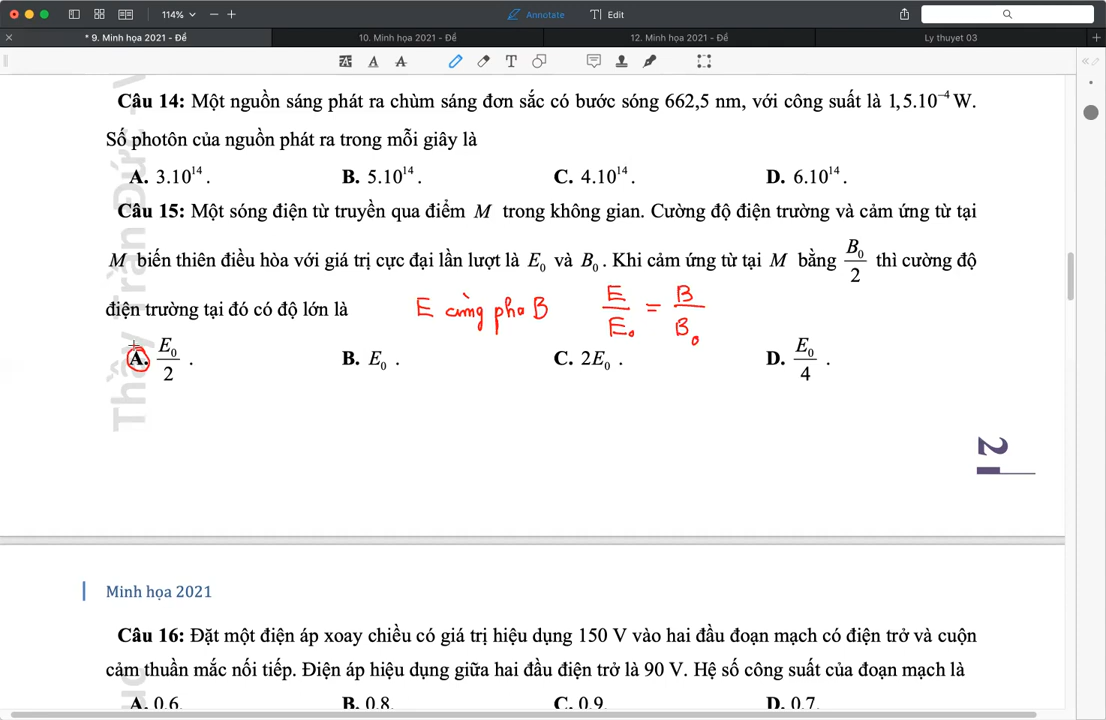 114%
Annotate
Edit
* 9. Minh họa 2021 - Đề
10. Minh họa 2021 - Đề
12. Minh họa 2021 - Đề
Ly thuyet 03
Câu 14: Một nguồn sáng phát ra chùm sáng đơn sắc có bước sóng 662,5 nm, với công suất là 1,5.10⁻⁴ W.
Số photôn của nguồn phát ra trong mỗi giây là
A. 3.10¹⁴ . B. 5.10¹⁴ . C. 4.10¹⁴ . D. 6.10¹⁴ .
Câu 15: Một sóng điện từ truyền qua điểm M trong không gian. Cường độ điện trường và cảm ứng từ tại
M biến thiên điều hòa với giá trị cực đại lần lượt là E₀ và B₀. Khi cảm ứng từ tại M bằng B₀/2 thì cường độ
điện trường tại đó có độ lớn là
E cùng pha B E/E₀ = B/B₀
A. E₀/2 . B. E₀ . C. 2E₀ . D. E₀/4 .
Thầy Trần Đức -
2
Minh họa 2021
Câu 16: Đặt một điện áp xoay chiều có giá trị hiệu dụng 150 V vào hai đầu đoạn mạch có điện trở và cuộn
cảm thuần mắc nối tiếp. Điện áp hiệu dụng giữa hai đầu điện trở là 90 V. Hệ số công suất của đoạn mạch là
A. 0,6. B. 0,8. C. 0,9. D. 0,7.